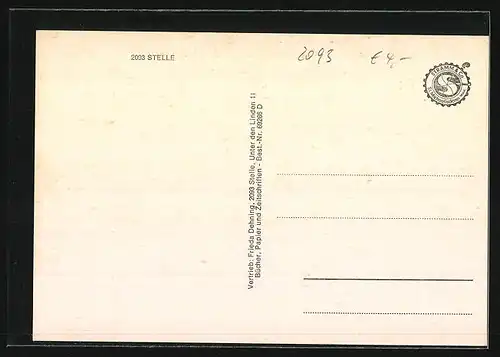 2093 STELLE
2093 € 4,-
Vertrieb: Frieda Dehning, 2093 Stelle, Unter den Linden 11
Bücher, Papier und Zeitschriften - Best.-Nr. 69286 D